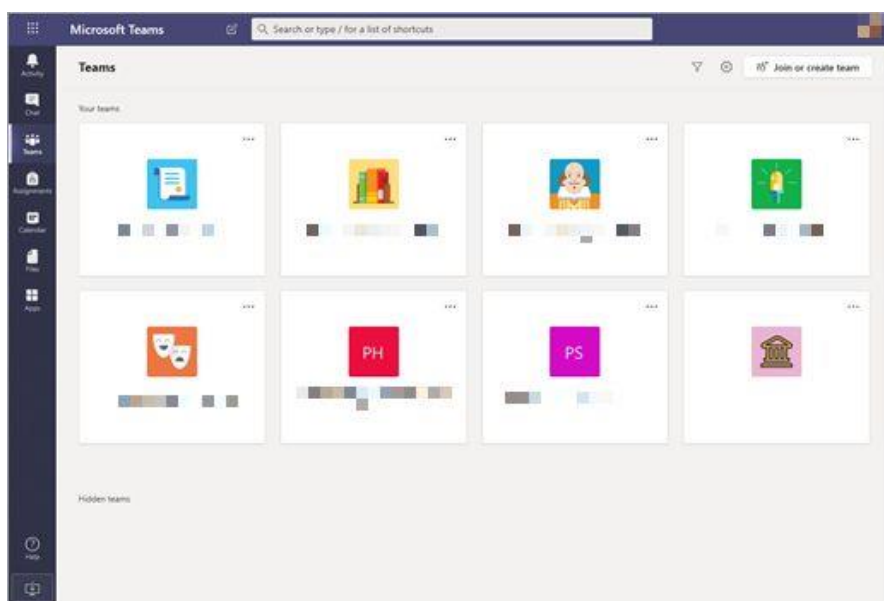 Microsoft Teams
Search or type / for a list of shortcuts
Activity
Chat
Teams
Assignments
Calendar
Files
Apps
Help
Teams
Join or create team
Your teams
PH
PS
Hidden teams